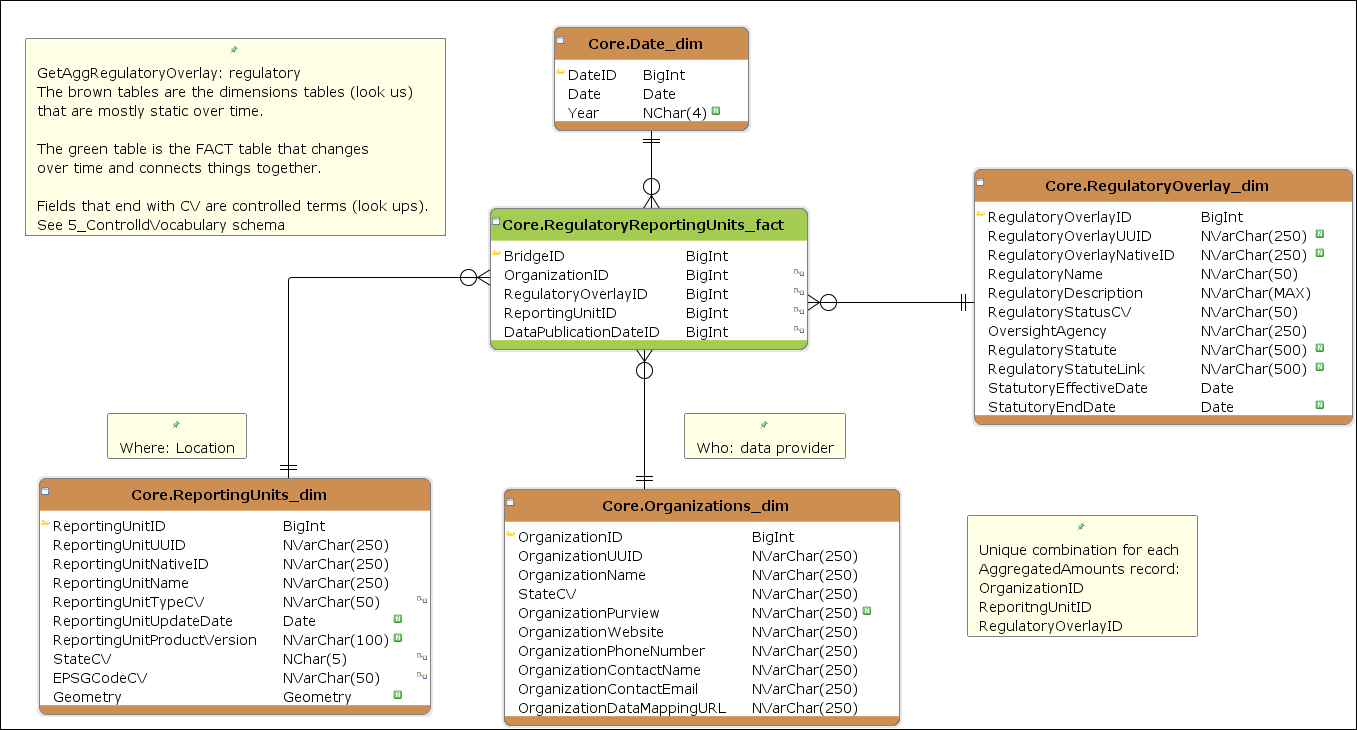 Core.Date_dim
DateID BigInt
Date Date
Year NChar(4) N
GetAggRegulatoryOverlay: regulatory
The brown tables are the dimensions tables (look us)
that are mostly static over time.
The green table is the FACT table that changes
over time and connects things together.
Fields that end with CV are controlled terms (look ups).
See 5_ControlldVocabulary schema
Core.RegulatoryReportingUnits_fact
BridgeID BigInt
OrganizationID BigInt
RegulatoryOverlayID BigInt
ReportingUnitID BigInt
DataPublicationDateID BigInt
Core.RegulatoryOverlay_dim
RegulatoryOverlayID BigInt
RegulatoryOverlayUUID NVarChar(250) N
RegulatoryOverlayNativeID NVarChar(250) N
RegulatoryName NVarChar(50)
RegulatoryDescription NVarChar(MAX)
RegulatoryStatusCV NVarChar(50)
OversightAgency NVarChar(250)
RegulatoryStatute NVarChar(500) N
RegulatoryStatuteLink NVarChar(500) N
StatutoryEffectiveDate Date
StatutoryEndDate Date N
Where: Location
Who: data provider
Core.ReportingUnits_dim
ReportingUnitID BigInt
ReportingUnitUUID NVarChar(250)
ReportingUnitNativeID NVarChar(250)
ReportingUnitName NVarChar(250)
ReportingUnitTypeCV NVarChar(50)
ReportingUnitUpdateDate Date N
ReportingUnitProductVersion NVarChar(100) N
StateCV NChar(5)
EPSGCodeCV NVarChar(50)
Geometry Geometry N
Core.Organizations_dim
OrganizationID BigInt
OrganizationUUID NVarChar(250)
OrganizationName NVarChar(250)
StateCV NVarChar(250)
OrganizationPurview NVarChar(250) N
OrganizationWebsite NVarChar(250)
OrganizationPhoneNumber NVarChar(250)
OrganizationContactName NVarChar(250)
OrganizationContactEmail NVarChar(250)
OrganizationDataMappingURL NVarChar(250)
Unique combination for each
AggregatedAmounts record:
OrganizationID
ReporitngUnitID
RegulatoryOverlayID